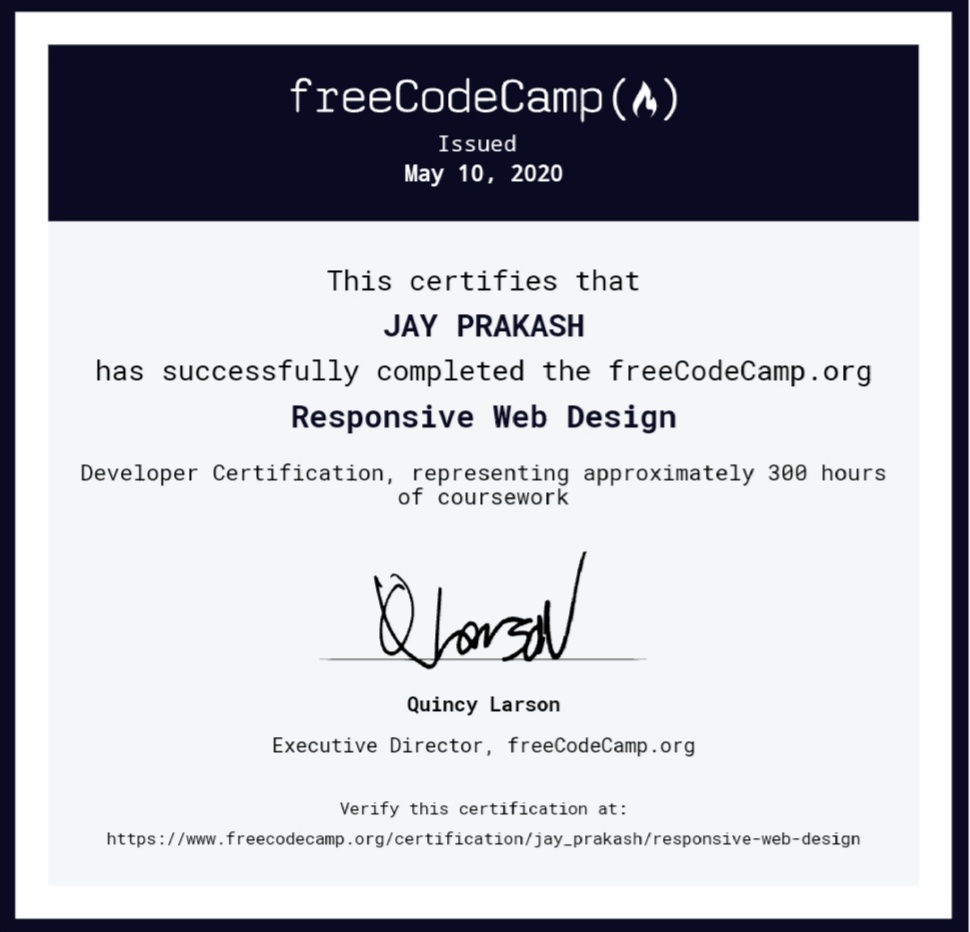 freeCodeCamp(🔥)
Issued
May 10, 2020
This certifies that
JAY PRAKASH
has successfully completed the freeCodeCamp.org
Responsive Web Design
Developer Certification, representing approximately 300 hours
of coursework
Q Larson
Quincy Larson
Executive Director, freeCodeCamp.org
Verify this certification at:
https://www.freecodecamp.org/certification/jay_prakash/responsive-web-design